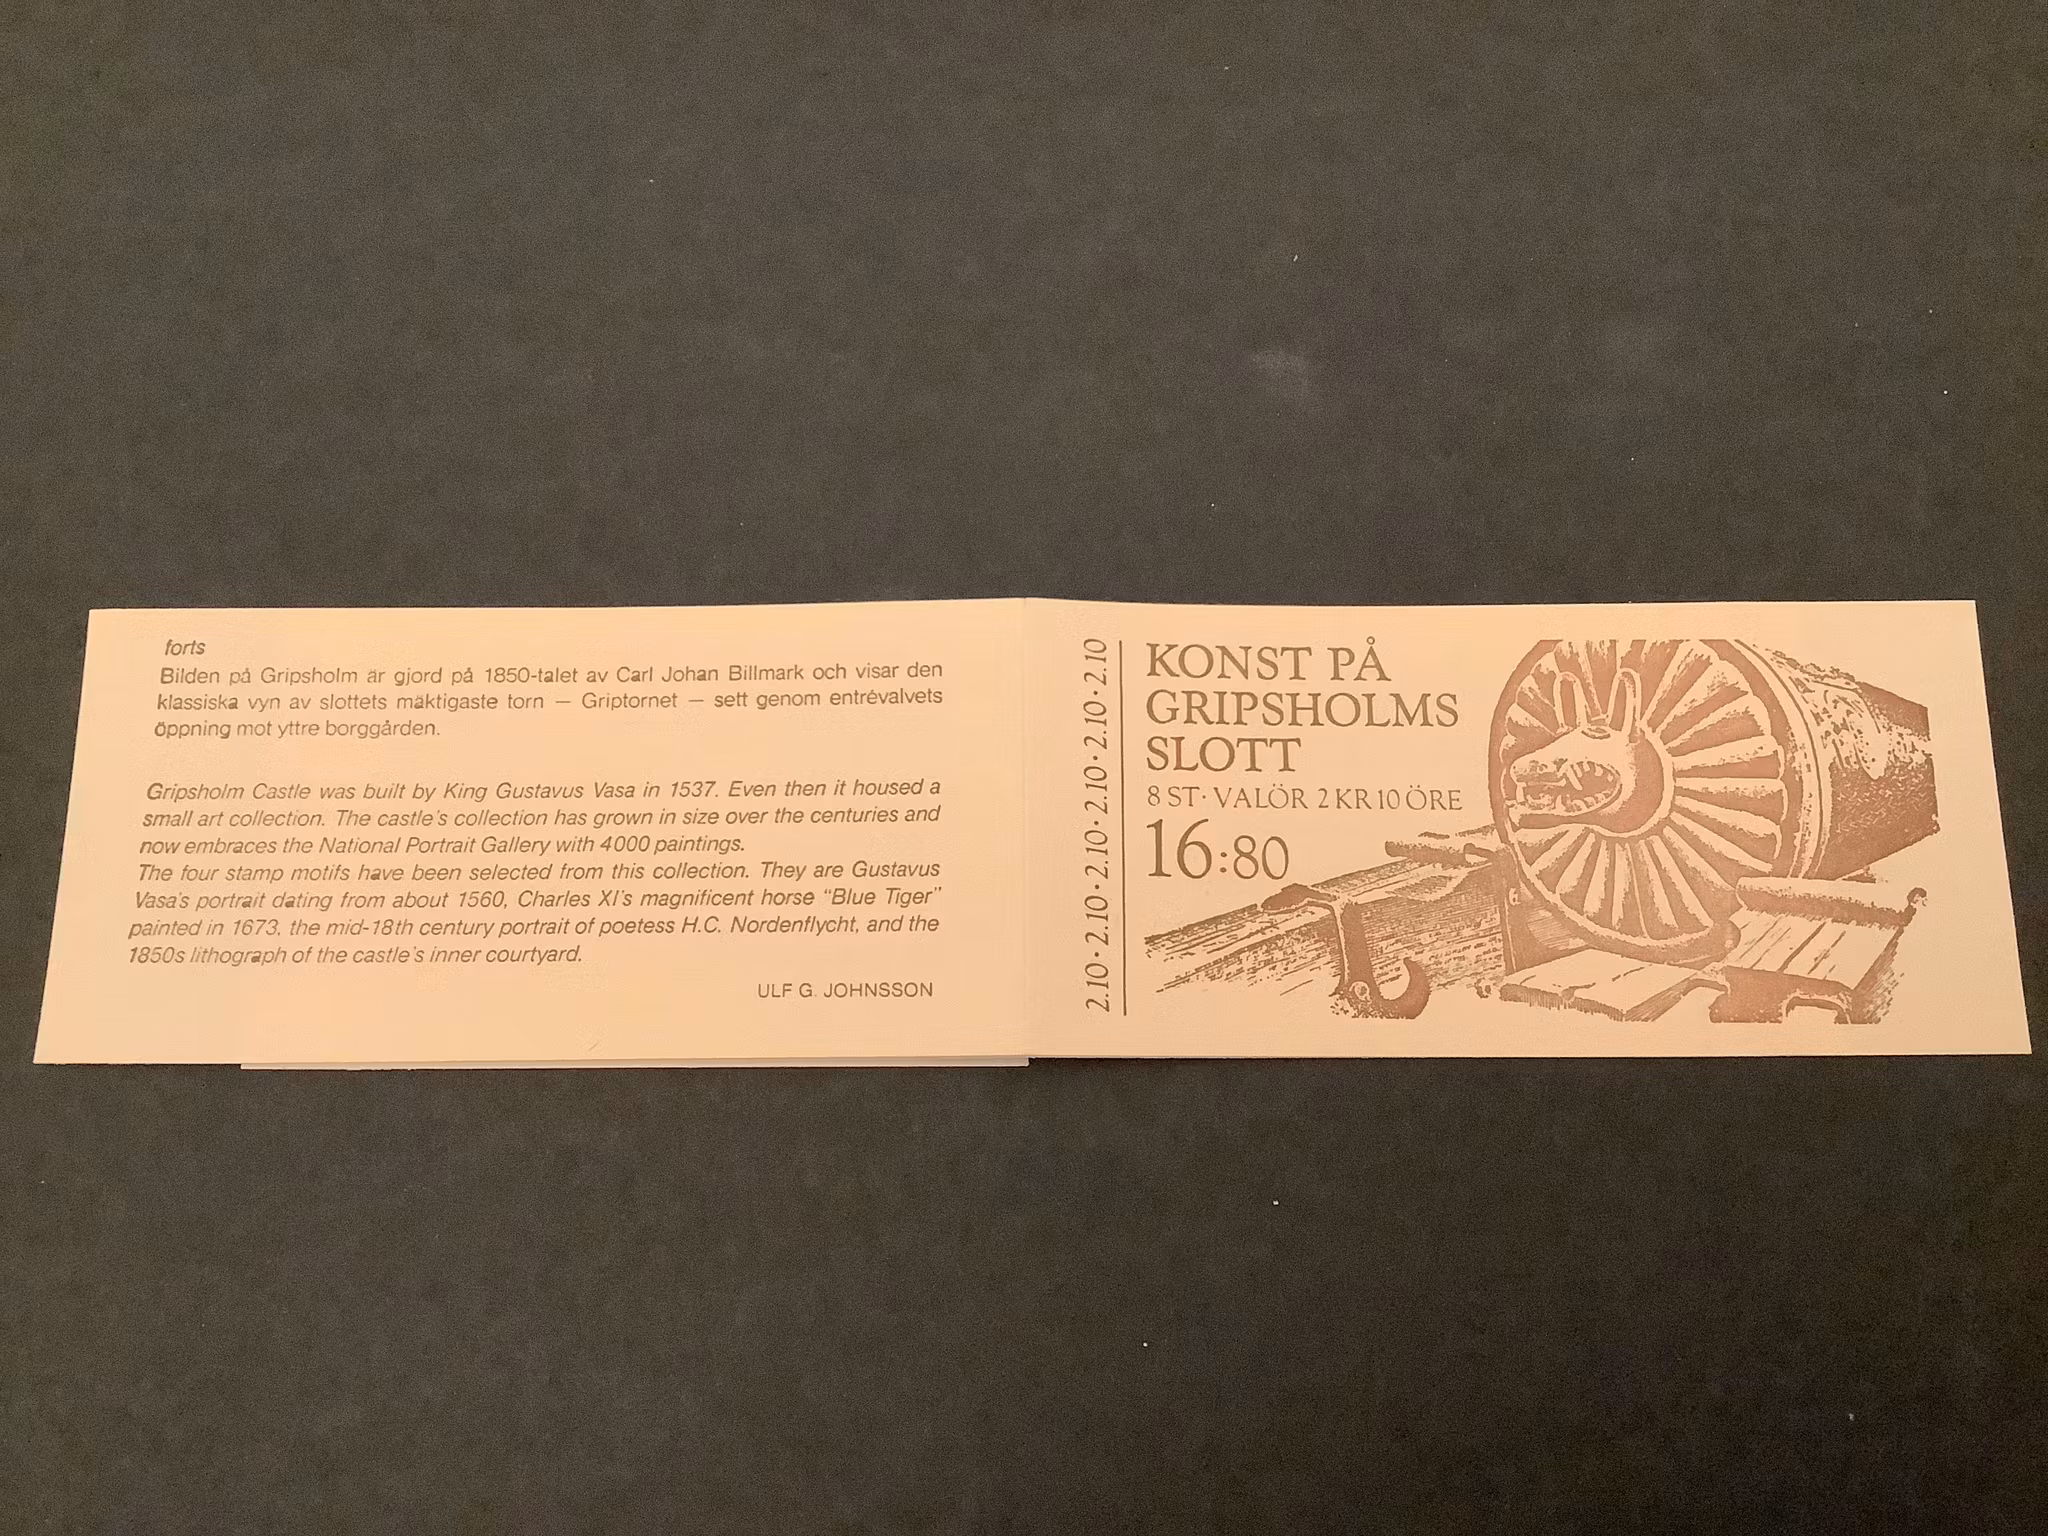 forts
Bilden på Gripsholm är gjord på 1850-talet av Carl Johan Billmark och visar den
klassiska vyn av slottets mäktigaste torn — Griptornet — sett genom entrévalvets
öppning mot yttre borggården.
Gripsholm Castle was built by King Gustavus Vasa in 1537. Even then it housed a
small art collection. The castle's collection has grown in size over the centuries and
now embraces the National Portrait Gallery with 4000 paintings.
The four stamp motifs have been selected from this collection. They are Gustavus
Vasa's portrait dating from about 1560, Charles XI's magnificent horse "Blue Tiger"
painted in 1673, the mid-18th century portrait of poetess H.C. Nordenflycht, and the
1850s lithograph of the castle's inner courtyard.
ULF G. JOHNSSON
2.10 · 2.10 · 2.10 · 2.10 · 2.10 · 2.10
KONST PÅ
GRIPSHOLMS
SLOTT
8 ST · VALÖR 2 KR 10 ÖRE
16:80